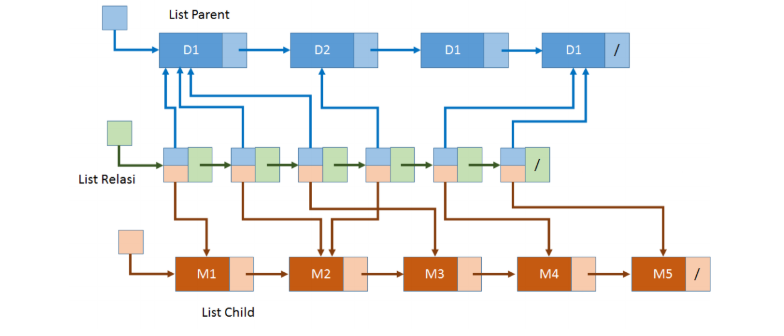 List Parent
D1 D2 D1 D1 /
/
List Relasi
M1 M2 M3 M4 M5 /
List Child